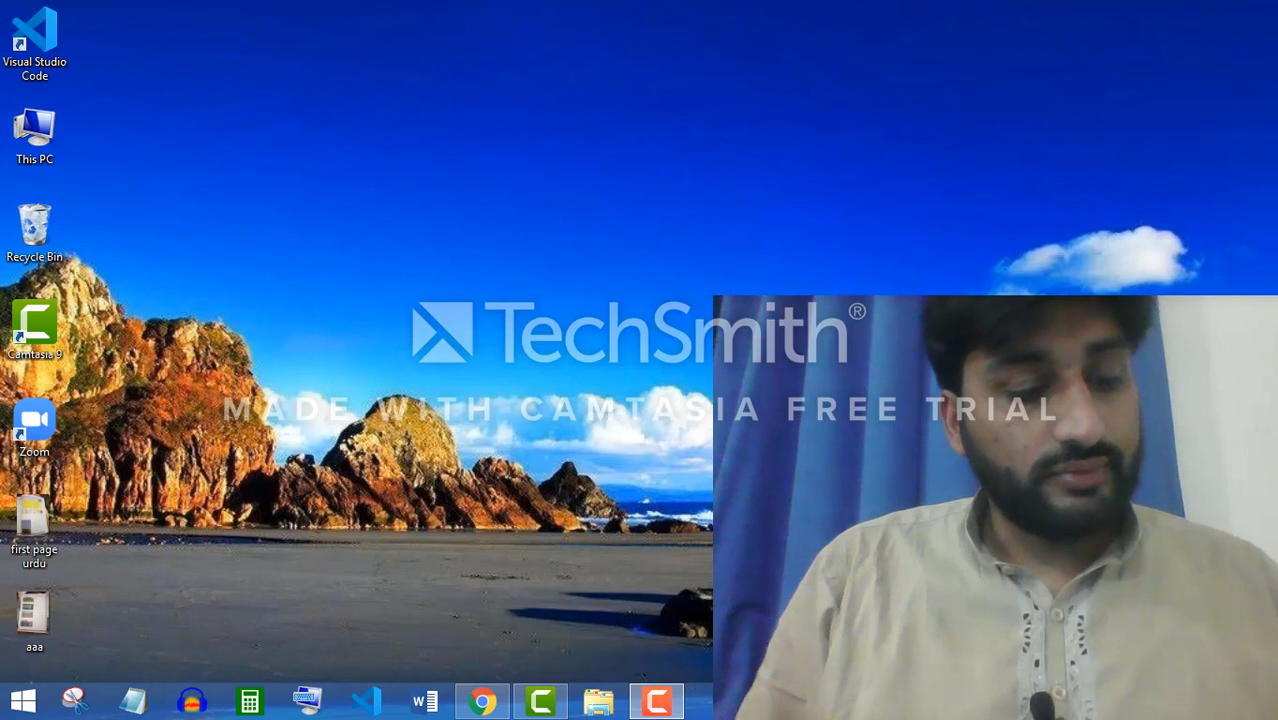 Visual Studio
Code
This PC
Recycle Bin
Camtasia 9
Zoom
first page
urdu
aaa
TechSmith®
MADE WITH CAMTASIA FREE TRIAL